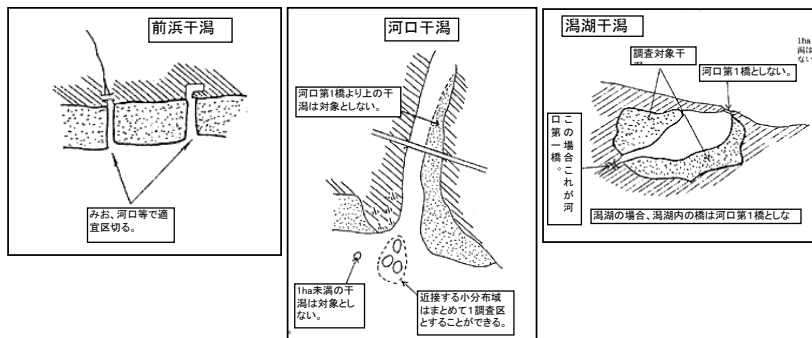 前浜干潟
みお、河口等で適
宜区切る。
河口干潟
河口第1橋より上の干
潟は対象としない。
1ha未満の干
潟は対象とし
ない。
近接する小分布域
はまとめて1調査区
とすることができる。
潟湖干潟
調査対象干
河口第1橋としない。
1ha
潟は
ない
この場合これが河
口第一橋。
潟湖の場合、潟湖内の橋は河口第1橋としな